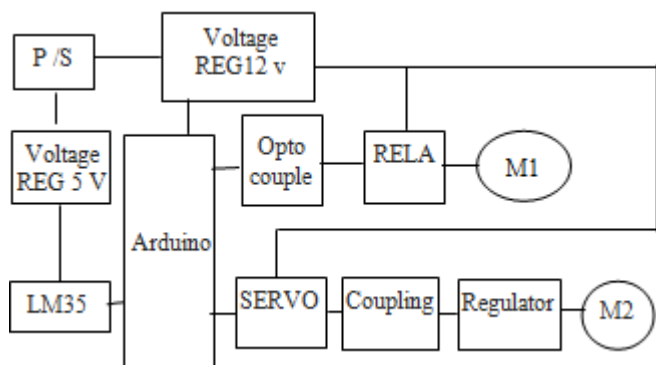 P /S
Voltage
REG12 v
Voltage
REG 5 V
Opto
couple
RELA
M1
Arduino
LM35
SERVO
Coupling
Regulator
M2